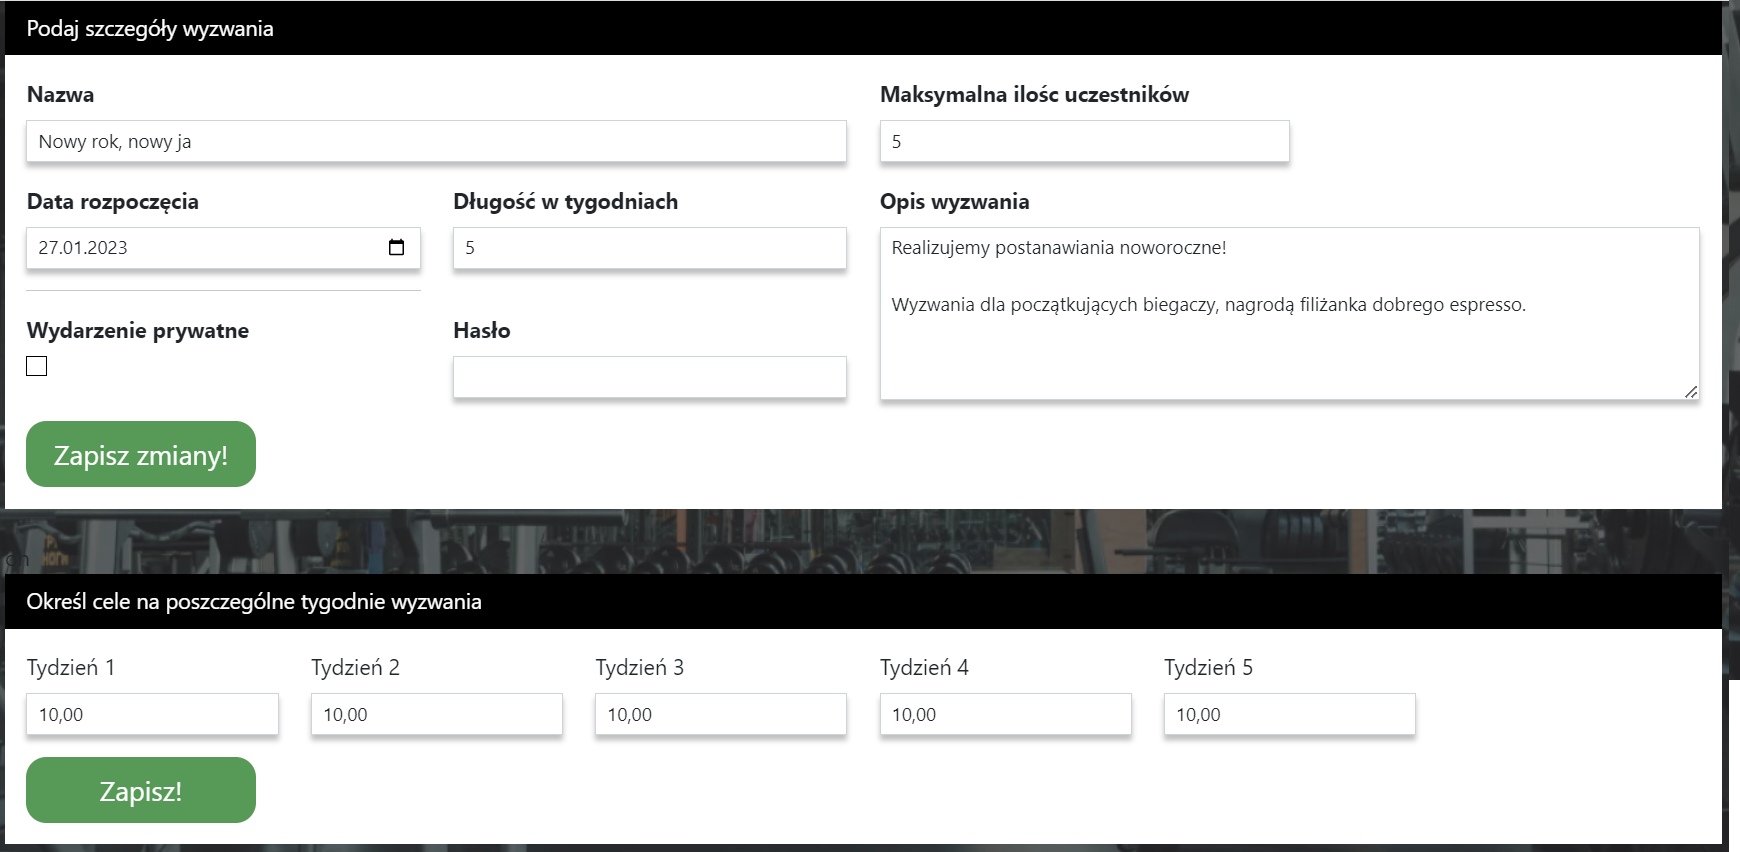 Podaj szczegóły wyzwania
Nazwa
Maksymalna ilośc uczestników
Nowy rok, nowy ja
5
Data rozpoczęcia
Długość w tygodniach
Opis wyzwania
27.01.2023
5
Realizujemy postanawiania noworoczne!
Wyzwania dla początkujących biegaczy, nagrodą filiżanka dobrego espresso.
Wydarzenie prywatne
Hasło
Zapisz zmiany!
Określ cele na poszczególne tygodnie wyzwania
Tydzień 1
Tydzień 2
Tydzień 3
Tydzień 4
Tydzień 5
10,00
10,00
10,00
10,00
10,00
Zapisz!